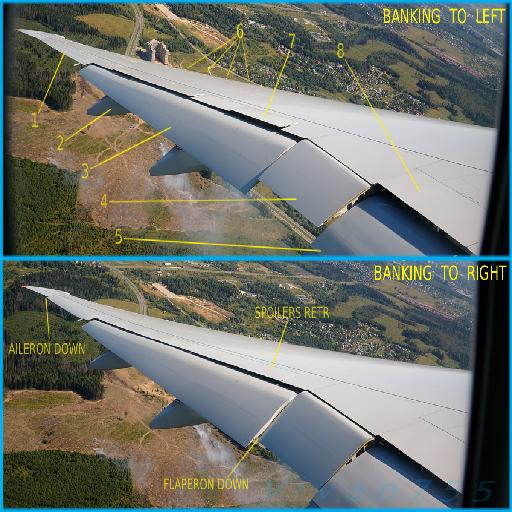 BANKING TO LEFT
6
7
8
1
2
3
4
5
BANKING TO RIGHT
SPOILERS RETR
AILERON DOWN
FLAPERON DOWN